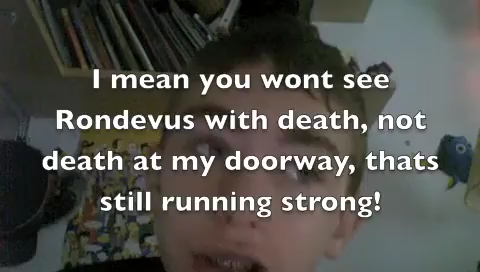 I mean you wont see
Rondevus with death, not
death at my doorway, thats
still running strong!